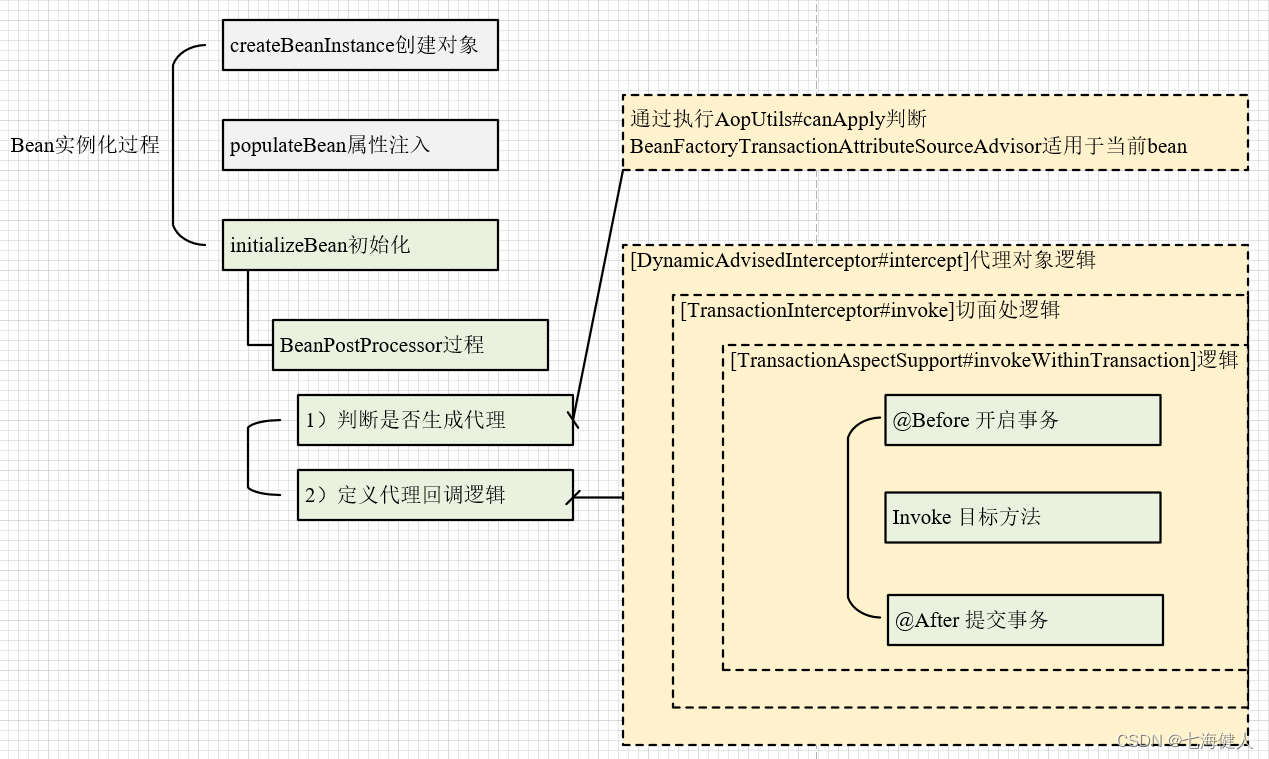 createBeanInstance创建对象
Bean实例化过程
populateBean属性注入
initializeBean初始化
BeanPostProcessor过程
1）判断是否生成代理
2）定义代理回调逻辑
通过执行AopUtils#canApply判断
BeanFactoryTransactionAttributeSourceAdvisor适用于当前bean
[DynamicAdvisedInterceptor#intercept]代理对象逻辑
[TransactionInterceptor#invoke]切面处逻辑
[TransactionAspectSupport#invokeWithinTransaction]逻辑
@Before 开启事务
Invoke 目标方法
@After 提交事务
CSDN @七海健人